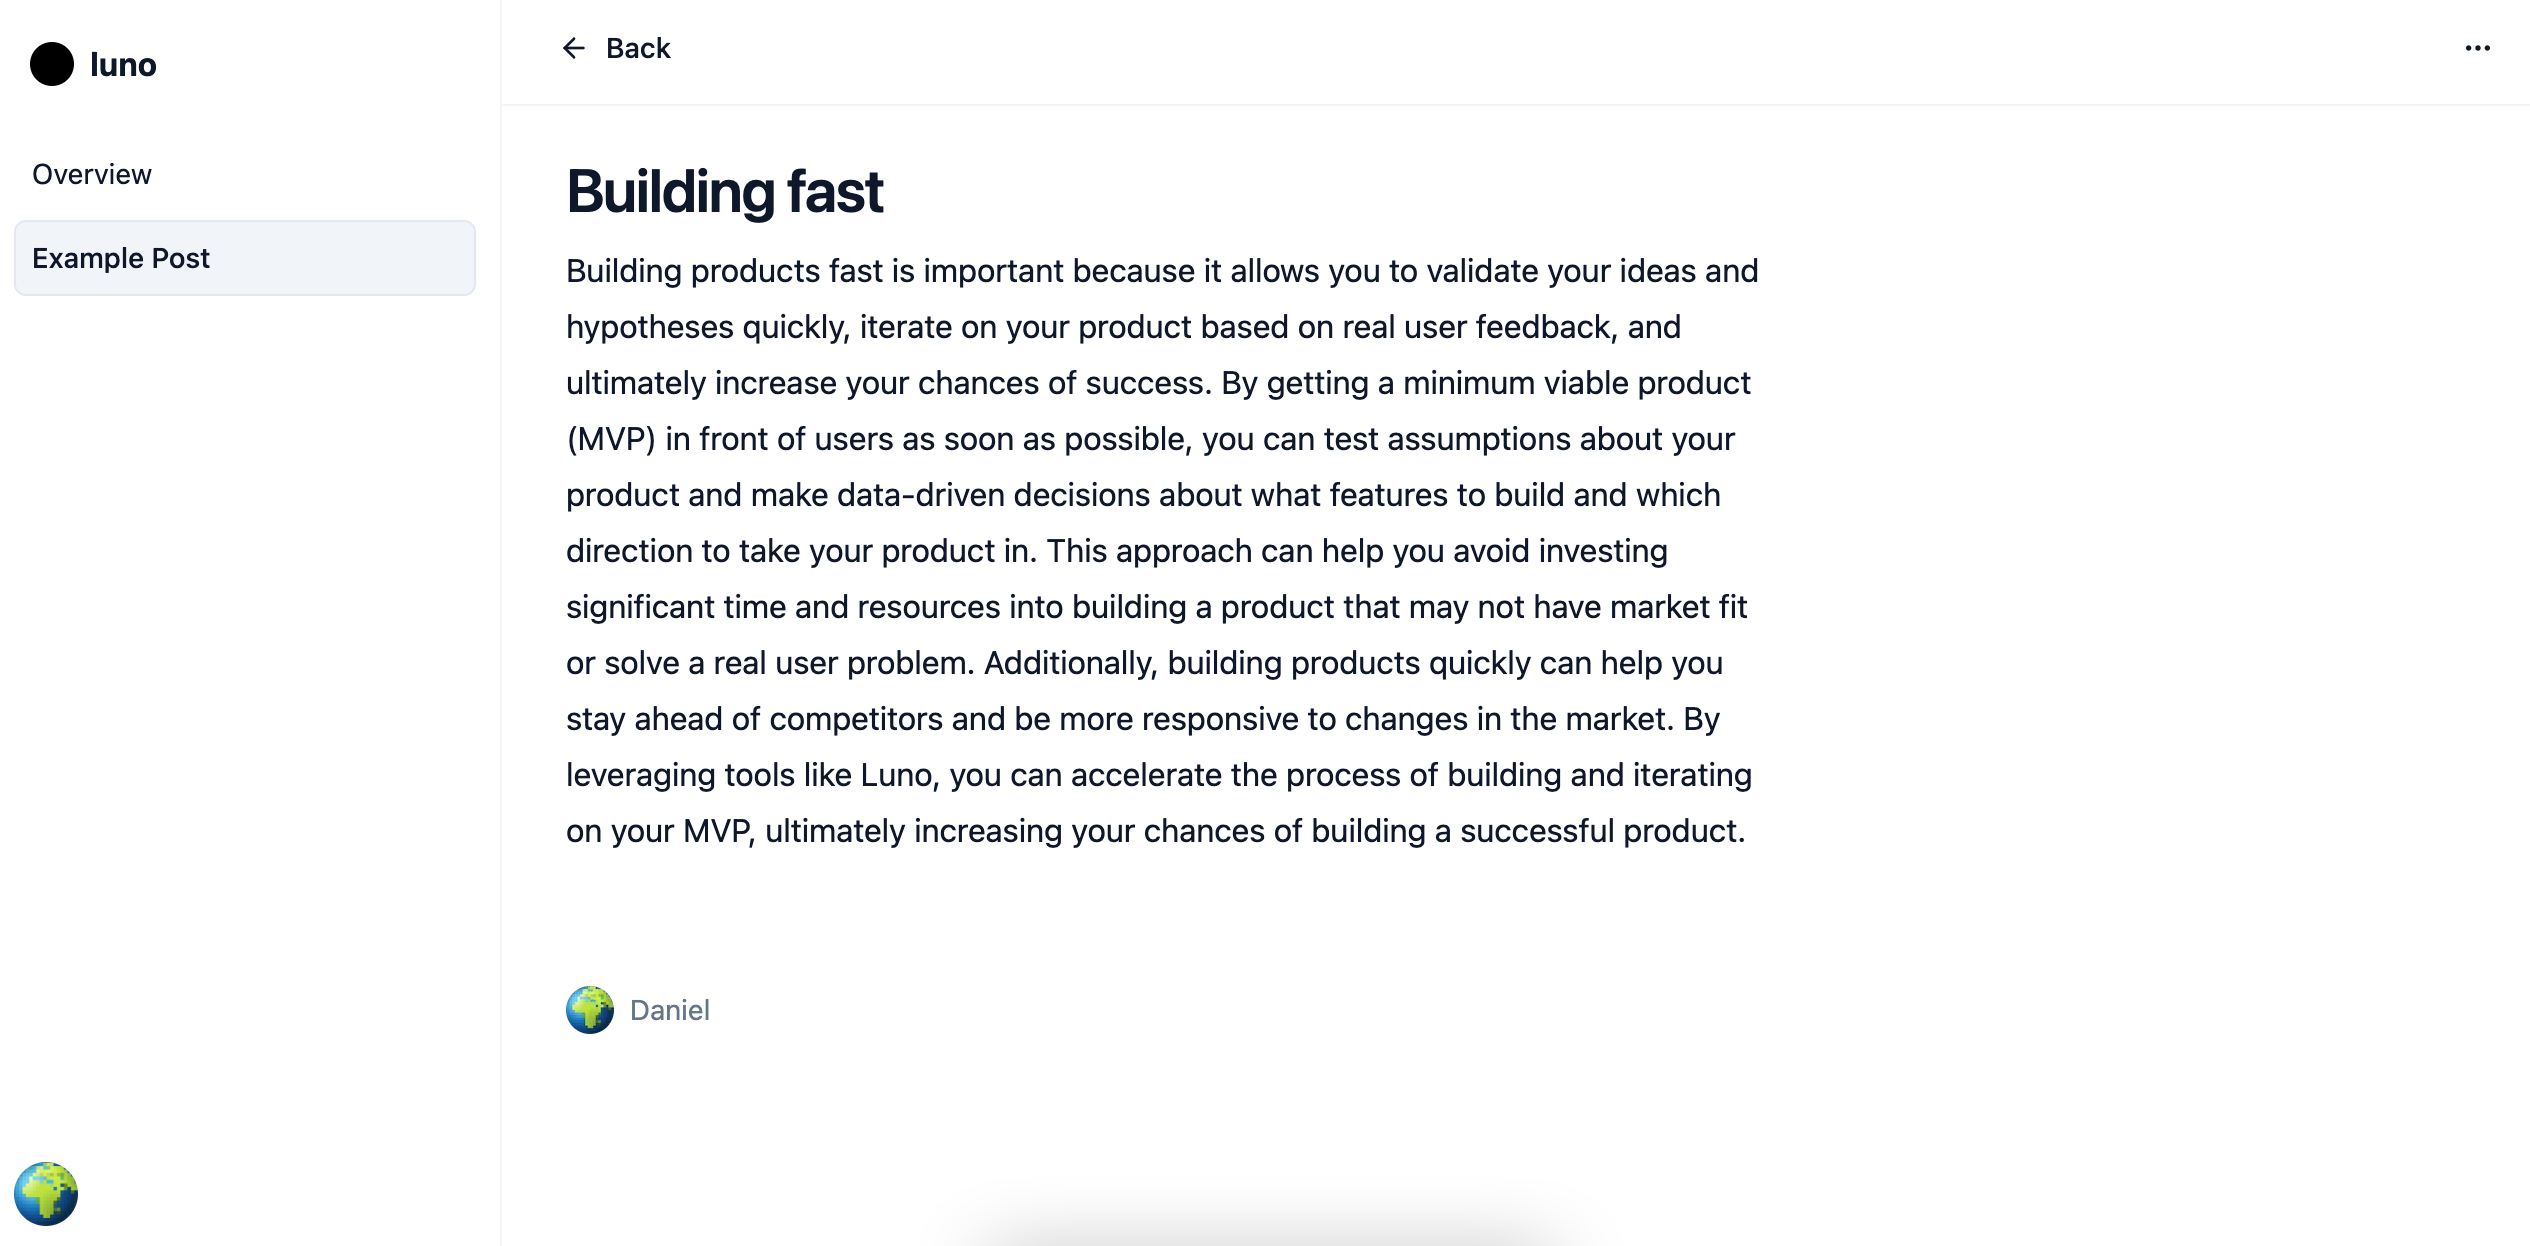 luno
Overview
Example Post
Back
Building fast
Building products fast is important because it allows you to validate your ideas and
hypotheses quickly, iterate on your product based on real user feedback, and
ultimately increase your chances of success. By getting a minimum viable product
(MVP) in front of users as soon as possible, you can test assumptions about your
product and make data-driven decisions about what features to build and which
direction to take your product in. This approach can help you avoid investing
significant time and resources into building a product that may not have market fit
or solve a real user problem. Additionally, building products quickly can help you
stay ahead of competitors and be more responsive to changes in the market. By
leveraging tools like Luno, you can accelerate the process of building and iterating
on your MVP, ultimately increasing your chances of building a successful product.
Daniel